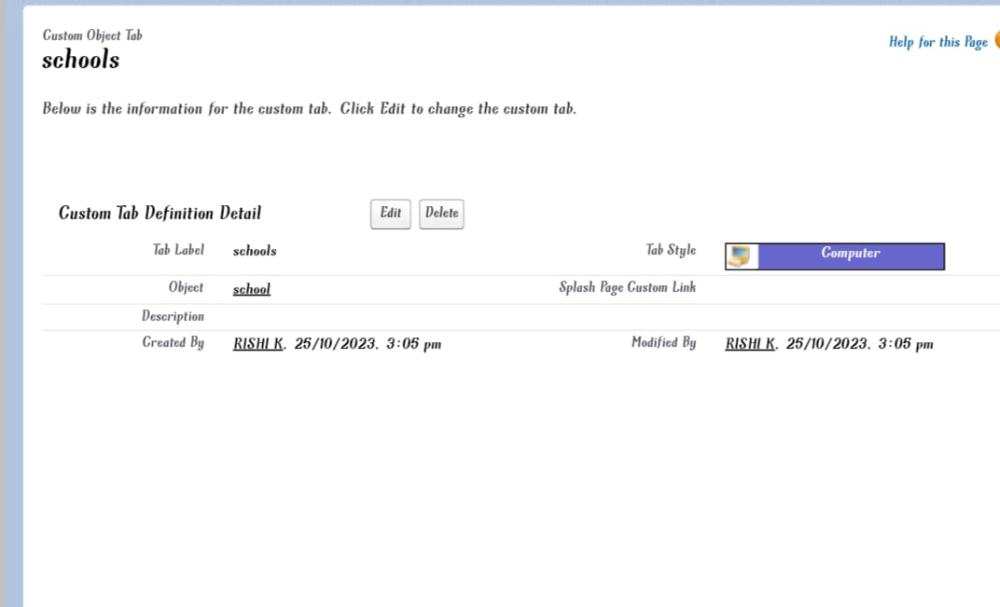 Custom Object Tab
schools
Help for this Page
Below is the information for the custom tab. Click Edit to change the custom tab.
Custom Tab Definition Detail
Edit Delete
Tab Label schools Tab Style Computer
Object school Splash Page Custom Link
Description
Created By RISHI K, 25/10/2023, 3:05 pm Modified By RISHI K, 25/10/2023, 3:05 pm